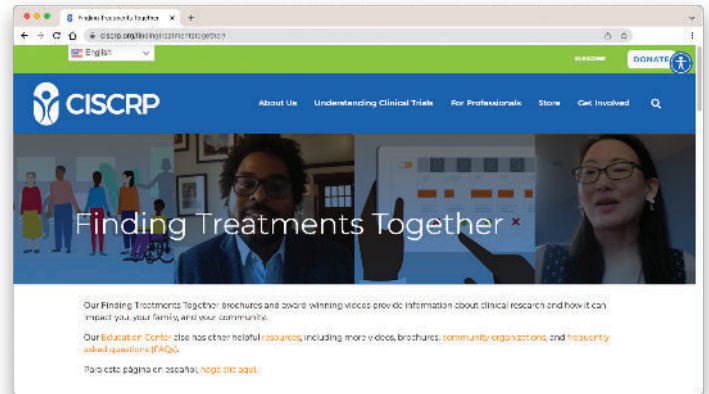 Finding Treatments Together
ciscrp.org/findingtreatmentstogether/
English
SUBSCRIBE
DONATE
CISCRP
About Us Understanding Clinical Trials For Professionals Store Get Involved
Finding Treatments Together
Our Finding Treatments Together brochures and award winning videos provide information about clinical research and how it can
impact you, your family, and your community.
Our Education Center also has other helpful resources, including more videos, brochures, community organizations, and frequently
asked questions (FAQs).
Para esta página en español, haga clic aquí.